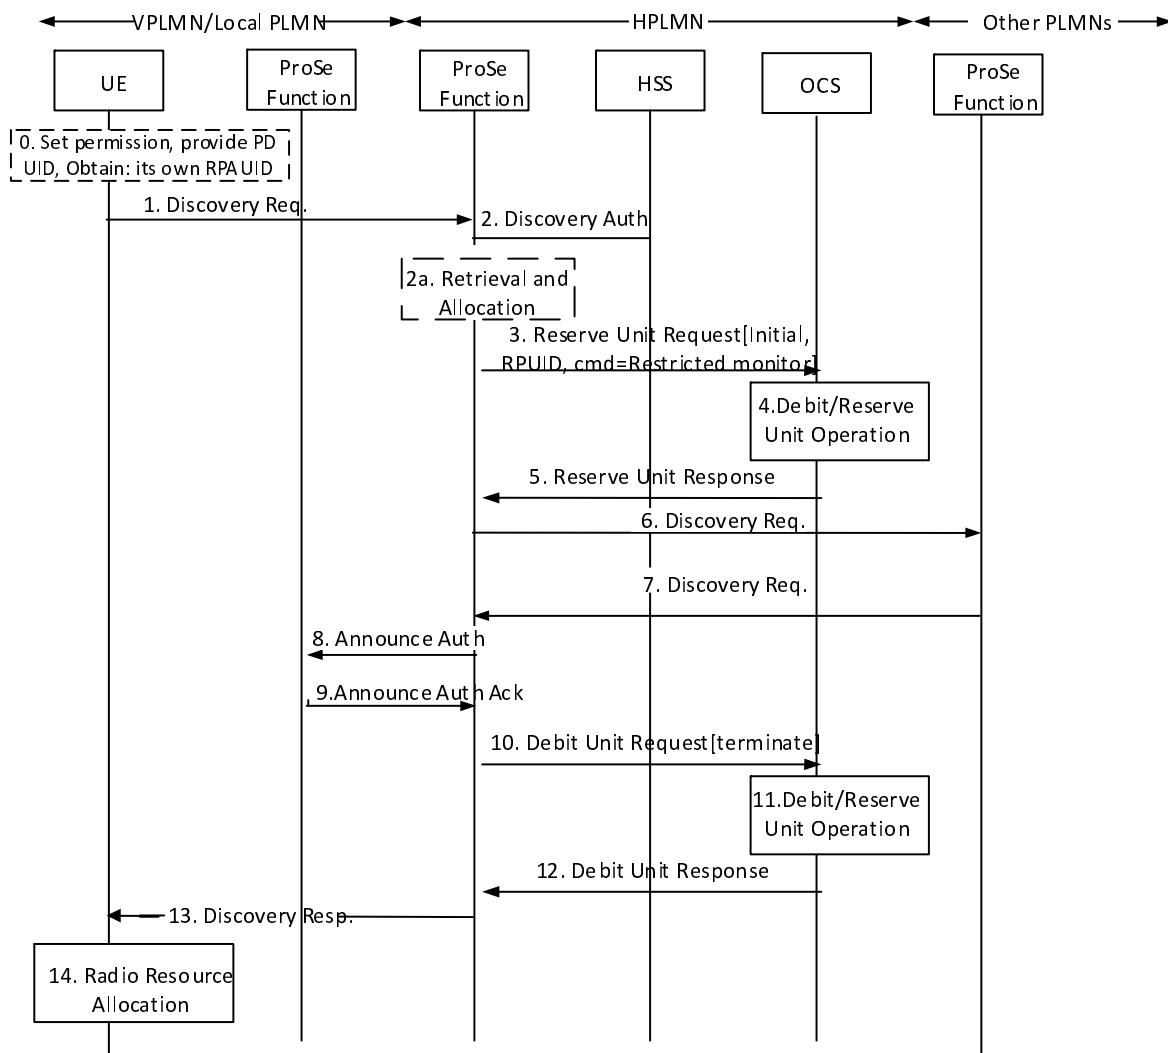 VPLMN/Local PLMN
HPLMN
Other PLMNs
UE
ProSe
Function
ProSe
Function
HSS
OCS
ProSe
Function
0. Set permission, provide PD
UID, Obtain: its own RPAUID
1. Discovery Req.
2. Discovery Auth
2a. Retrieval and
Allocation
3. Reserve Unit Request[Initial,
RPUID, cmd=Restricted monitor]
4.Debit/Reserve
Unit Operation
5. Reserve Unit Response
6. Discovery Req.
7. Discovery Req.
8. Announce Auth
, 9.Announce Auth Ack
10. Debit Unit Request[terminate]
11.Debit/Reserve
Unit Operation
12. Debit Unit Response
13. Discovery Resp.
14. Radio Resource
Allocation